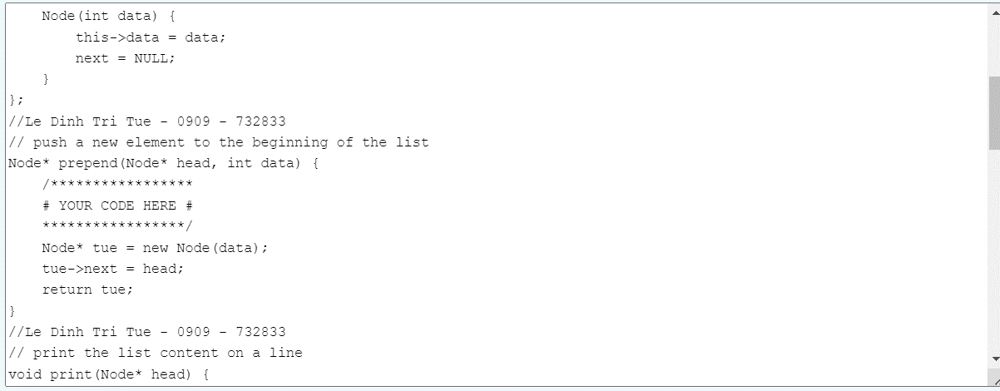 Node(int data) {
        this->data = data;
        next = NULL;
    }
};
//Le Dinh Tri Tue - 0909 - 732833
// push a new element to the beginning of the list
Node* prepend(Node* head, int data) {
    /*****************
    # YOUR CODE HERE #
    *****************/
    Node* tue = new Node(data);
    tue->next = head;
    return tue;
}
//Le Dinh Tri Tue - 0909 - 732833
// print the list content on a line
void print(Node* head) {